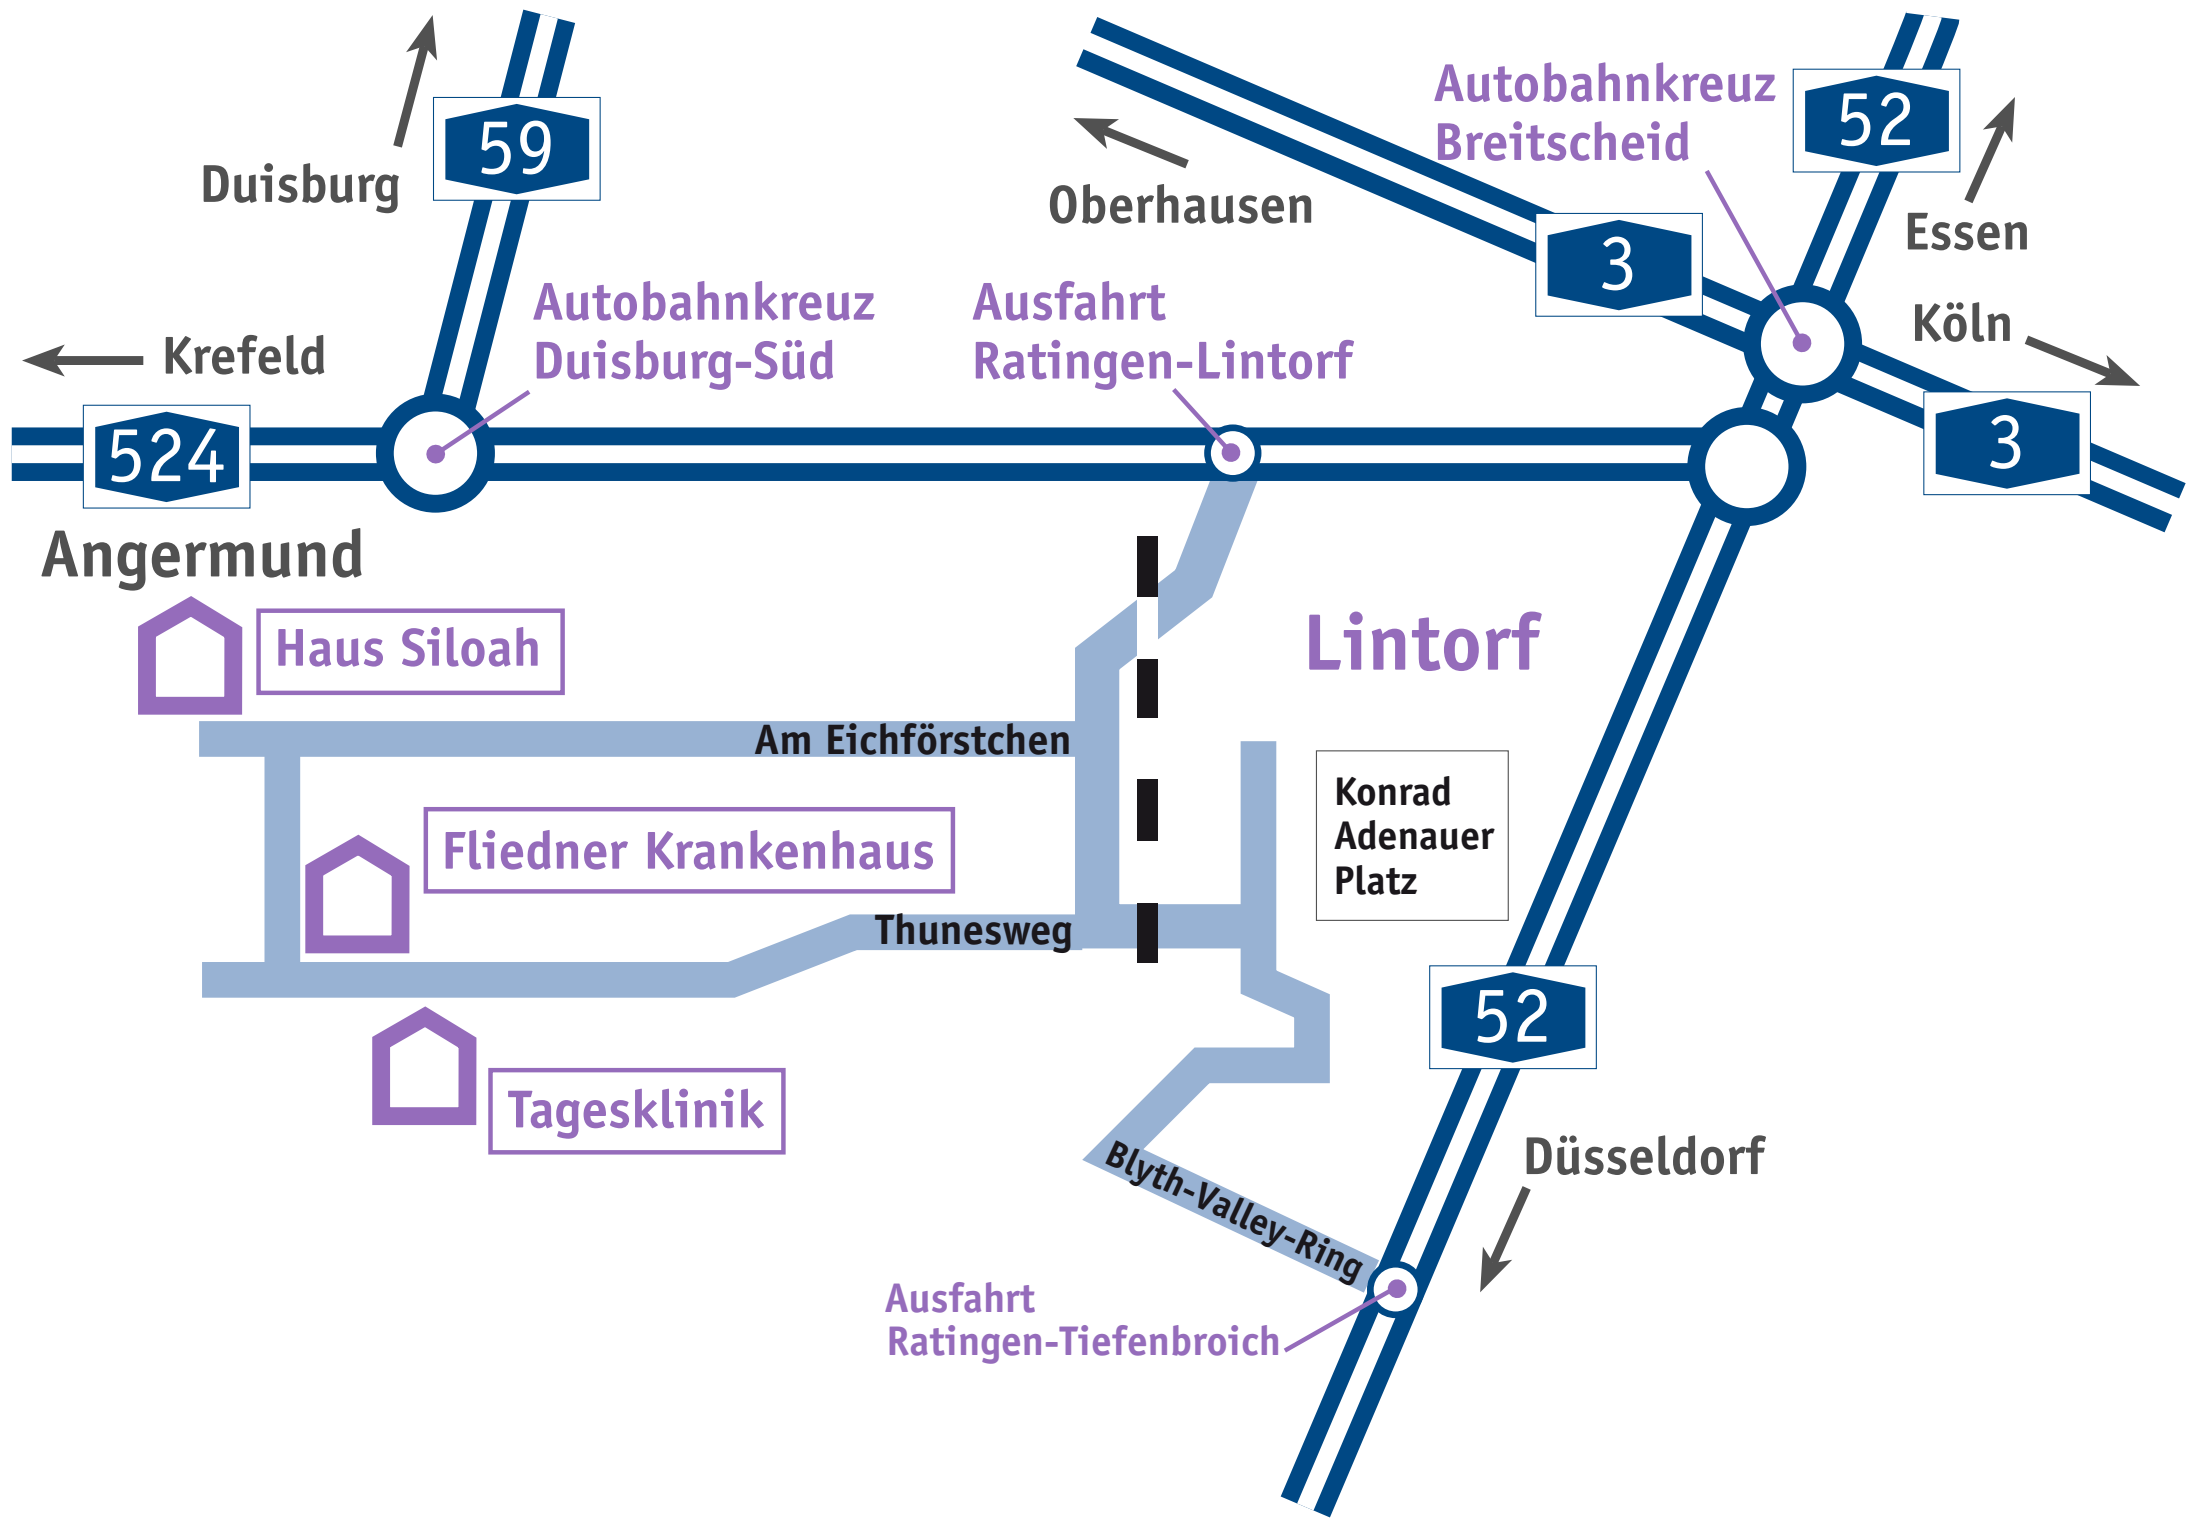 Duisburg
59
Oberhausen
Autobahnkreuz
Breitscheid
52
Essen
3
Köln
3
Krefeld
524
Autobahnkreuz
Duisburg-Süd
Ausfahrt
Ratingen-Lintorf
Angermund
Haus Siloah
Lintorf
Am Eichförstchen
Fliedner Krankenhaus
Konrad
Adenauer
Platz
Thunesweg
52
Tagesklinik
Düsseldorf
Blyth-Valley-Ring
Ausfahrt
Ratingen-Tiefenbroich